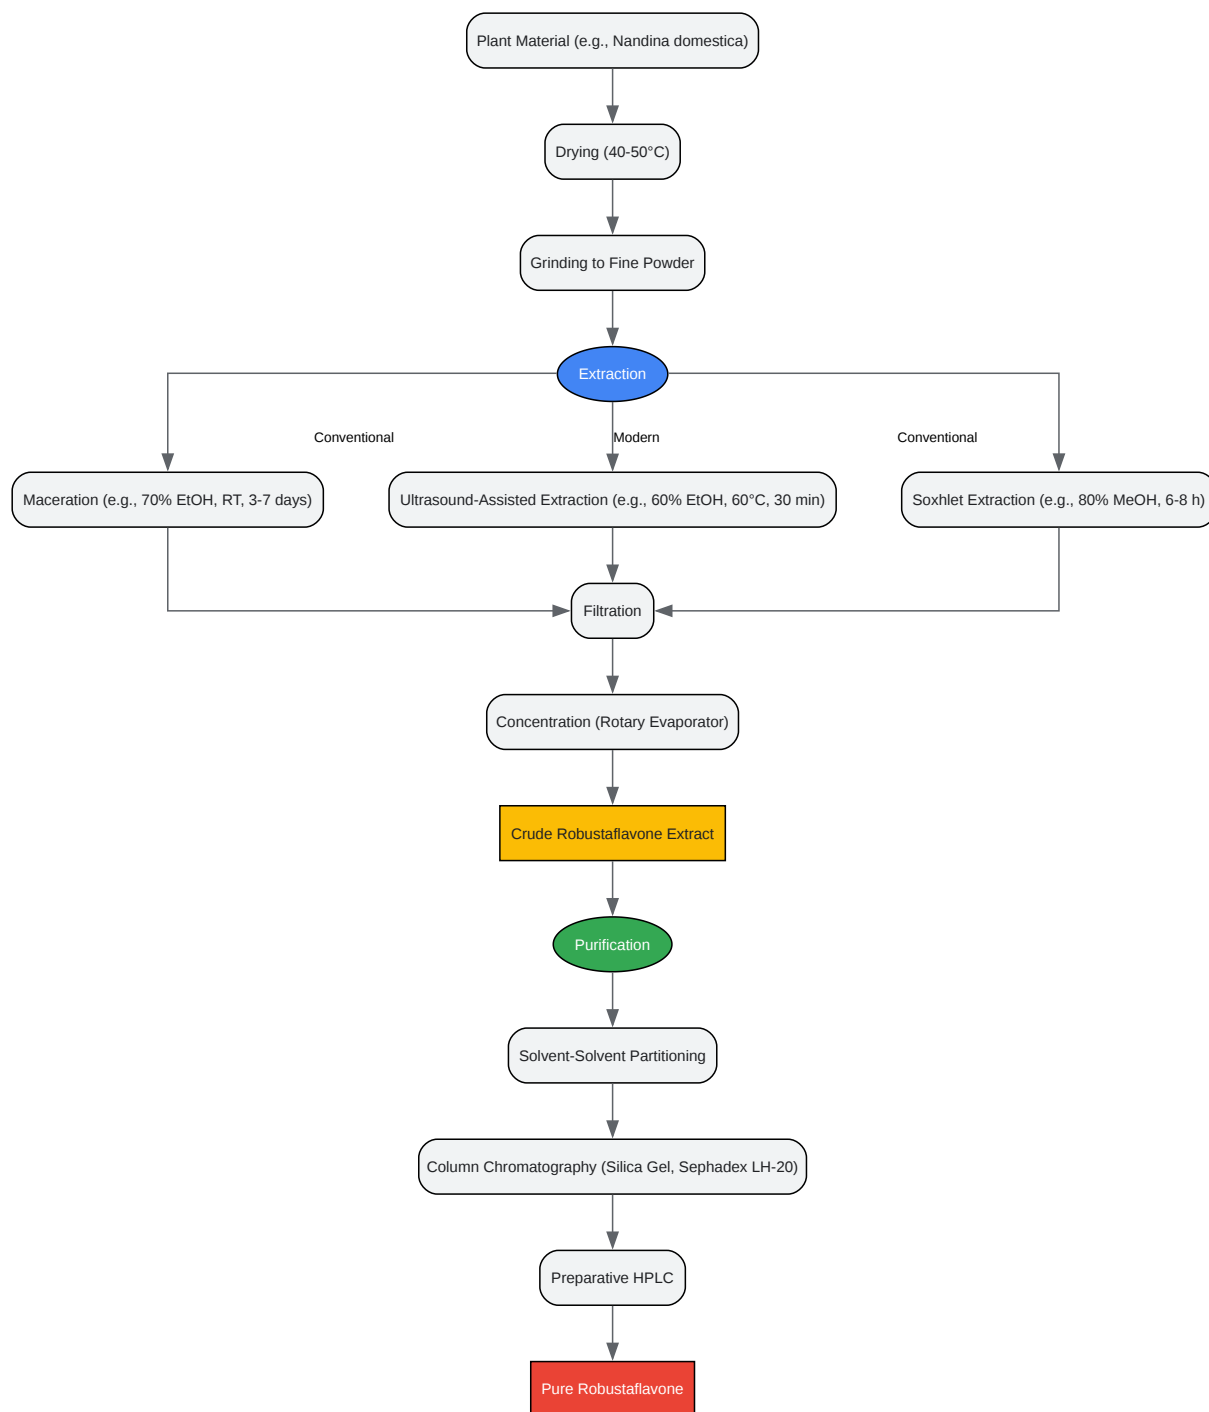 Plant Material (e.g., Nandina domestica)
Drying (40-50°C)
Grinding to Fine Powder
Extraction
Conventional
Modern
Conventional
Maceration (e.g., 70% EtOH, RT, 3-7 days)
Ultrasound-Assisted Extraction (e.g., 60% EtOH, 60°C, 30 min)
Soxhlet Extraction (e.g., 80% MeOH, 6-8 h)
Filtration
Concentration (Rotary Evaporator)
Crude Robustaflavone Extract
Purification
Solvent-Solvent Partitioning
Column Chromatography (Silica Gel, Sephadex LH-20)
Preparative HPLC
Pure Robustaflavone